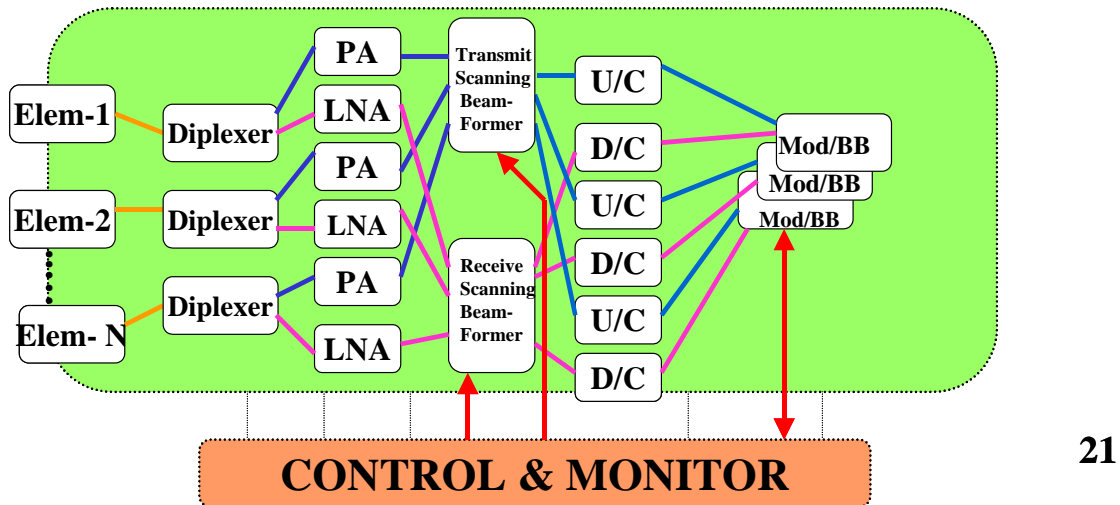 Elem-1
Elem-2
Elem- N
Diplexer
Diplexer
Diplexer
PA
LNA
PA
LNA
PA
LNA
Transmit
Scanning
Beam-
Former
Receive
Scanning
Beam-
Former
U/C
D/C
U/C
D/C
U/C
D/C
Mod/BB
Mod/BB
Mod/BB
CONTROL & MONITOR
21